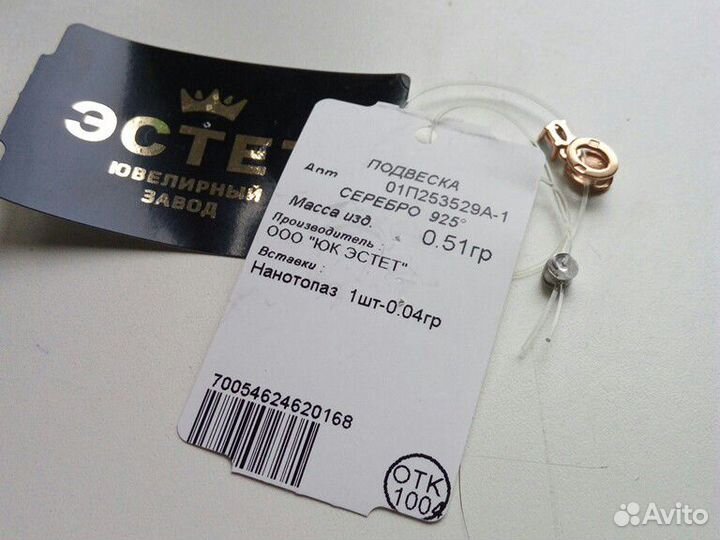 ЭСТЕТ
ЮВЕЛИРНЫЙ
ЗАВОД
ПОДВЕСКА
Арт 01П253529А-1
СЕРЕБРО 925°
Масса изд. 0.51гр
Производитель :
ООО "ЮК ЭСТЕТ"
Вставки :
Нанотопаз 1шт-0.04гр
70054624620168
ОТК
1004
Avito